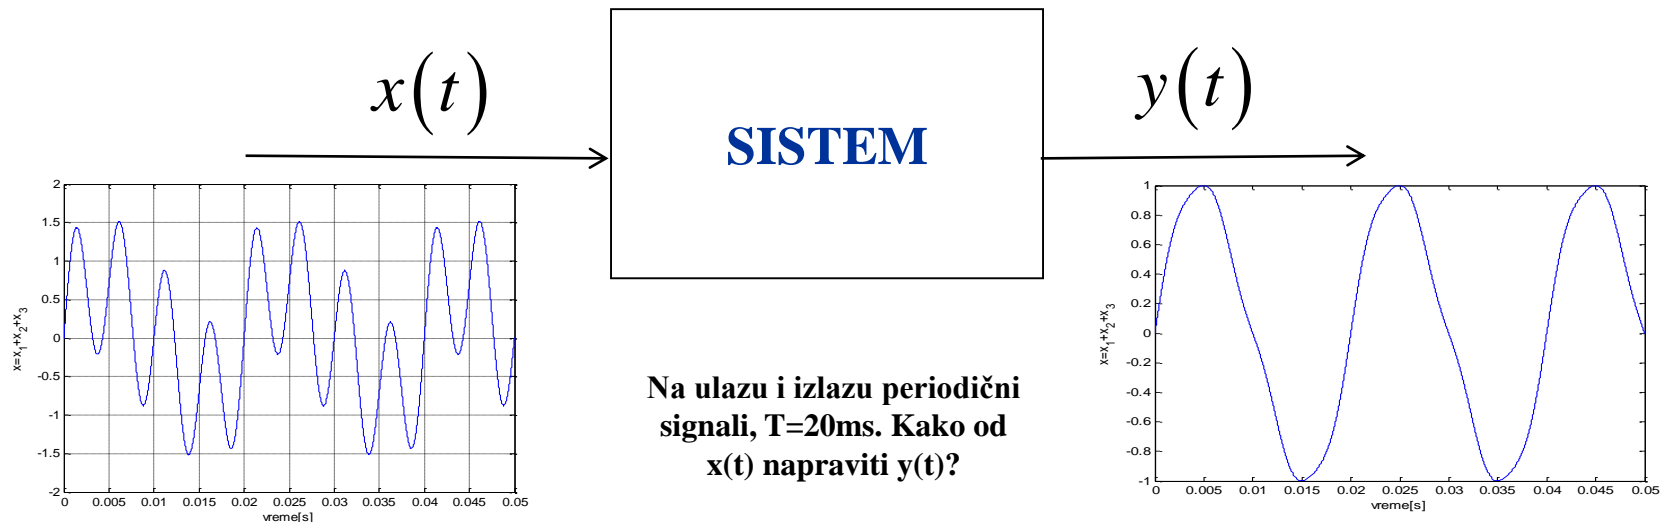 x(t)
SISTEM
y(t)
2
1.5
1
0.5
0
-0.5
-1
-1.5
-2
x=x₁+x₂+x₃
0 0.005 0.01 0.015 0.02 0.025 0.03 0.035 0.04 0.045 0.05
vreme[s]
Na ulazu i izlazu periodični
signali, T=20ms. Kako od
x(t) napraviti y(t)?
1
0.8
0.6
0.4
0.2
0
-0.2
-0.4
-0.6
-0.8
-1
x=x₁+x₂+x₃
0 0.005 0.01 0.015 0.02 0.025 0.03 0.035 0.04 0.045 0.05
vreme[s]